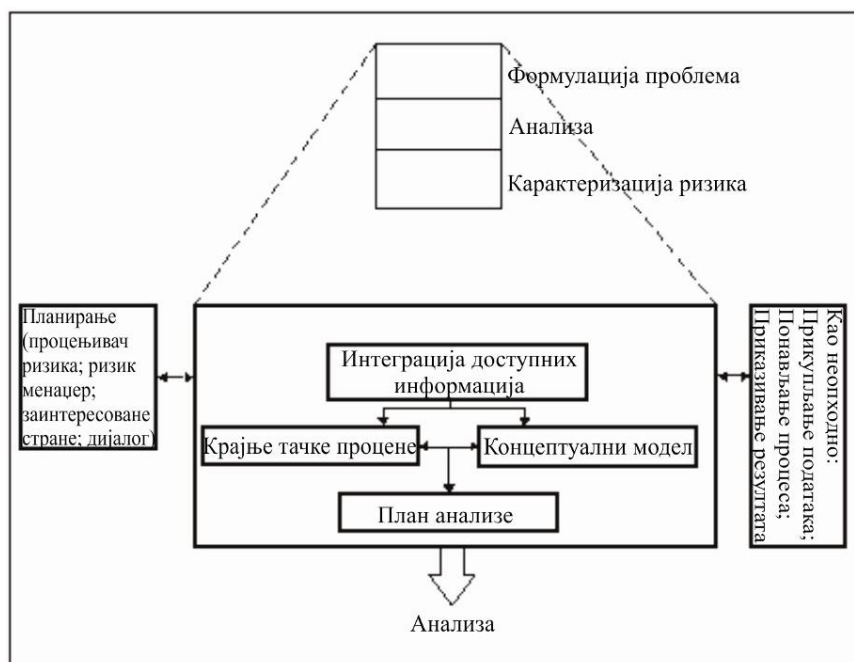 Формулација проблема
Анализа
Карактеризација ризика
Планирање
(процењивач
ризика; ризик
менаџер;
заинтересоване
стране; дијалог)
Интеграција доступних
информација
Крајње тачке процене
Концептуални модел
План анализе
Као неопходно:
Прикупљање података;
Понављање процеса;
Приказивање резултата
Анализа